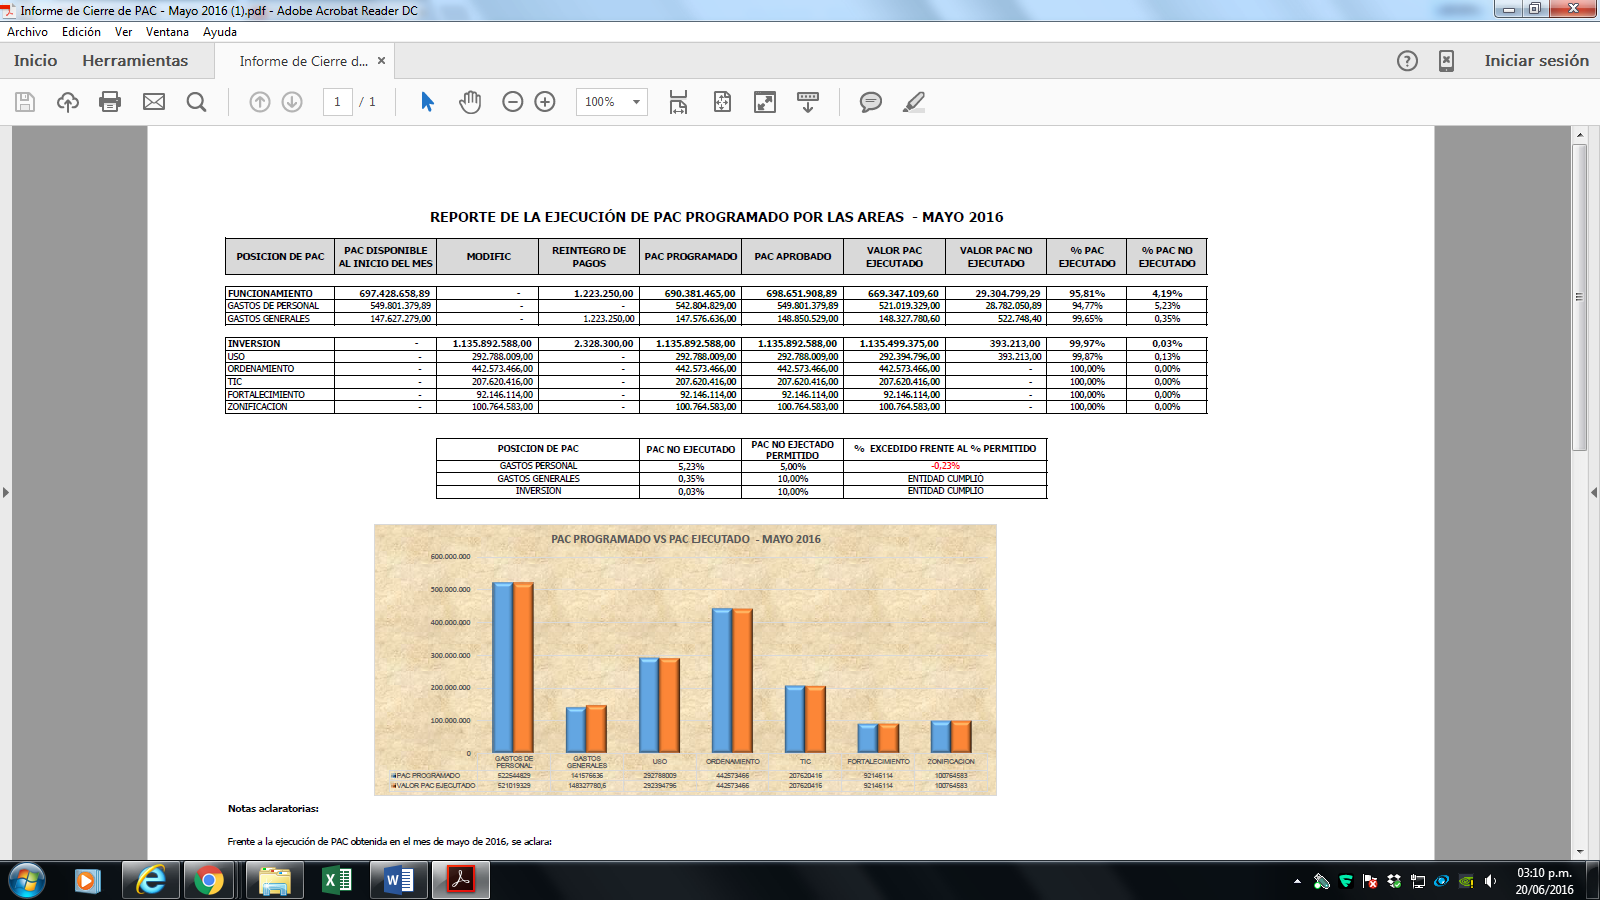 Informe de Cierre de PAC - Mayo 2016 (1).pdf - Adobe Acrobat Reader DC
Archivo Edición Ver Ventana Ayuda
Inicio Herramientas Informe de Cierre d... × Iniciar sesión
1 / 1 100%
REPORTE DE LA EJECUCIÓN DE PAC PROGRAMADO POR LAS AREAS - MAYO 2016
POSICION DE PAC PAC DISPONIBLE AL INICIO DEL MES MODIFIC REINTEGRO DE PAGOS PAC PROGRAMADO PAC APROBADO VALOR PAC EJECUTADO VALOR PAC NO EJECUTADO % PAC EJECUTADO % PAC NO EJECUTADO
FUNCIONAMIENTO 697.428.658,89 - 1.223.250,00 690.381.465,00 698.651.908,89 669.347.109,60 29.304.799,29 95,81% 4,19%
GASTOS DE PERSONAL 549.801.379,89 - - 542.804.829,00 549.801.379,89 521.019.329,00 28.782.050,89 94,77% 5,23%
GASTOS GENERALES 147.627.279,00 - 1.223.250,00 147.576.636,00 148.850.529,00 148.327.780,60 522.748,40 99,65% 0,35%
INVERSION - 1.135.892.588,00 2.328.300,00 1.135.892.588,00 1.135.892.588,00 1.135.499.375,00 393.213,00 99,97% 0,03%
USO - 292.788.009,00 - 292.788.009,00 292.788.009,00 292.394.796,00 393.213,00 99,87% 0,13%
ORDENAMIENTO - 442.573.466,00 - 442.573.466,00 442.573.466,00 442.573.466,00 - 100,00% 0,00%
TIC - 207.620.416,00 - 207.620.416,00 207.620.416,00 207.620.416,00 - 100,00% 0,00%
FORTALECIMIENTO - 92.146.114,00 - 92.146.114,00 92.146.114,00 92.146.114,00 - 100,00% 0,00%
ZONIFICACION - 100.764.583,00 - 100.764.583,00 100.764.583,00 100.764.583,00 - 100,00% 0,00%
POSICION DE PAC PAC NO EJECUTADO PAC NO EJECTADO PERMITIDO % EXCEDIDO FRENTE AL % PERMITIDO
GASTOS PERSONAL 5,23% 5,00% -0,23%
GASTOS GENERALES 0,35% 10,00% ENTIDAD CUMPLIÓ
INVERSION 0,03% 10,00% ENTIDAD CUMPLIÓ
PAC PROGRAMADO VS PAC EJECUTADO - MAYO 2016
600.000.000
500.000.000
400.000.000
300.000.000
200.000.000
100.000.000
0
GASTOS DE PERSONAL GASTOS GENERALES USO ORDENAMIENTO TIC FORTALECIMIENTO ZONIFICACION
PAC PROGRAMADO 522544829 141576636 292788009 442573466 207620416 92146114 100764583
VALOR PAC EJECUTADO 521019329 148327780,6 292394796 442573466 207620416 92146114 100764583
Notas aclaratorias:
Frente a la ejecución de PAC obtenida en el mes de mayo de 2016, se aclara:
03:10 p.m.
20/06/2016